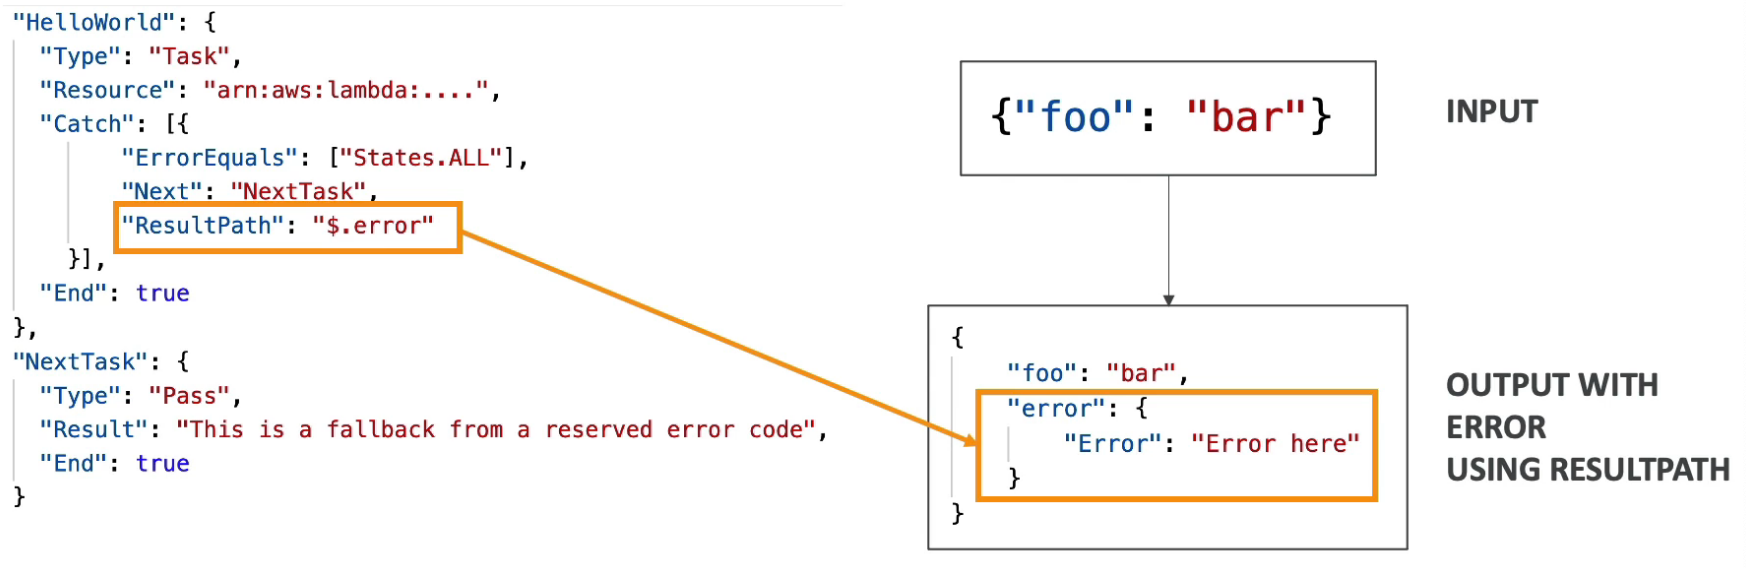 "HelloWorld": {
"Type": "Task",
"Resource": "arn:aws:lambda:....",
"Catch": [{
"ErrorEquals": ["States.ALL"],
"Next": "NextTask",
"ResultPath": "$.error"
}],
"End": true
},
"NextTask": {
"Type": "Pass",
"Result": "This is a fallback from a reserved error code",
"End": true
}
{"foo": "bar"}
INPUT
{
"foo": "bar",
"error": {
"Error": "Error here"
}
}
OUTPUT WITH
ERROR
USING RESULTPATH